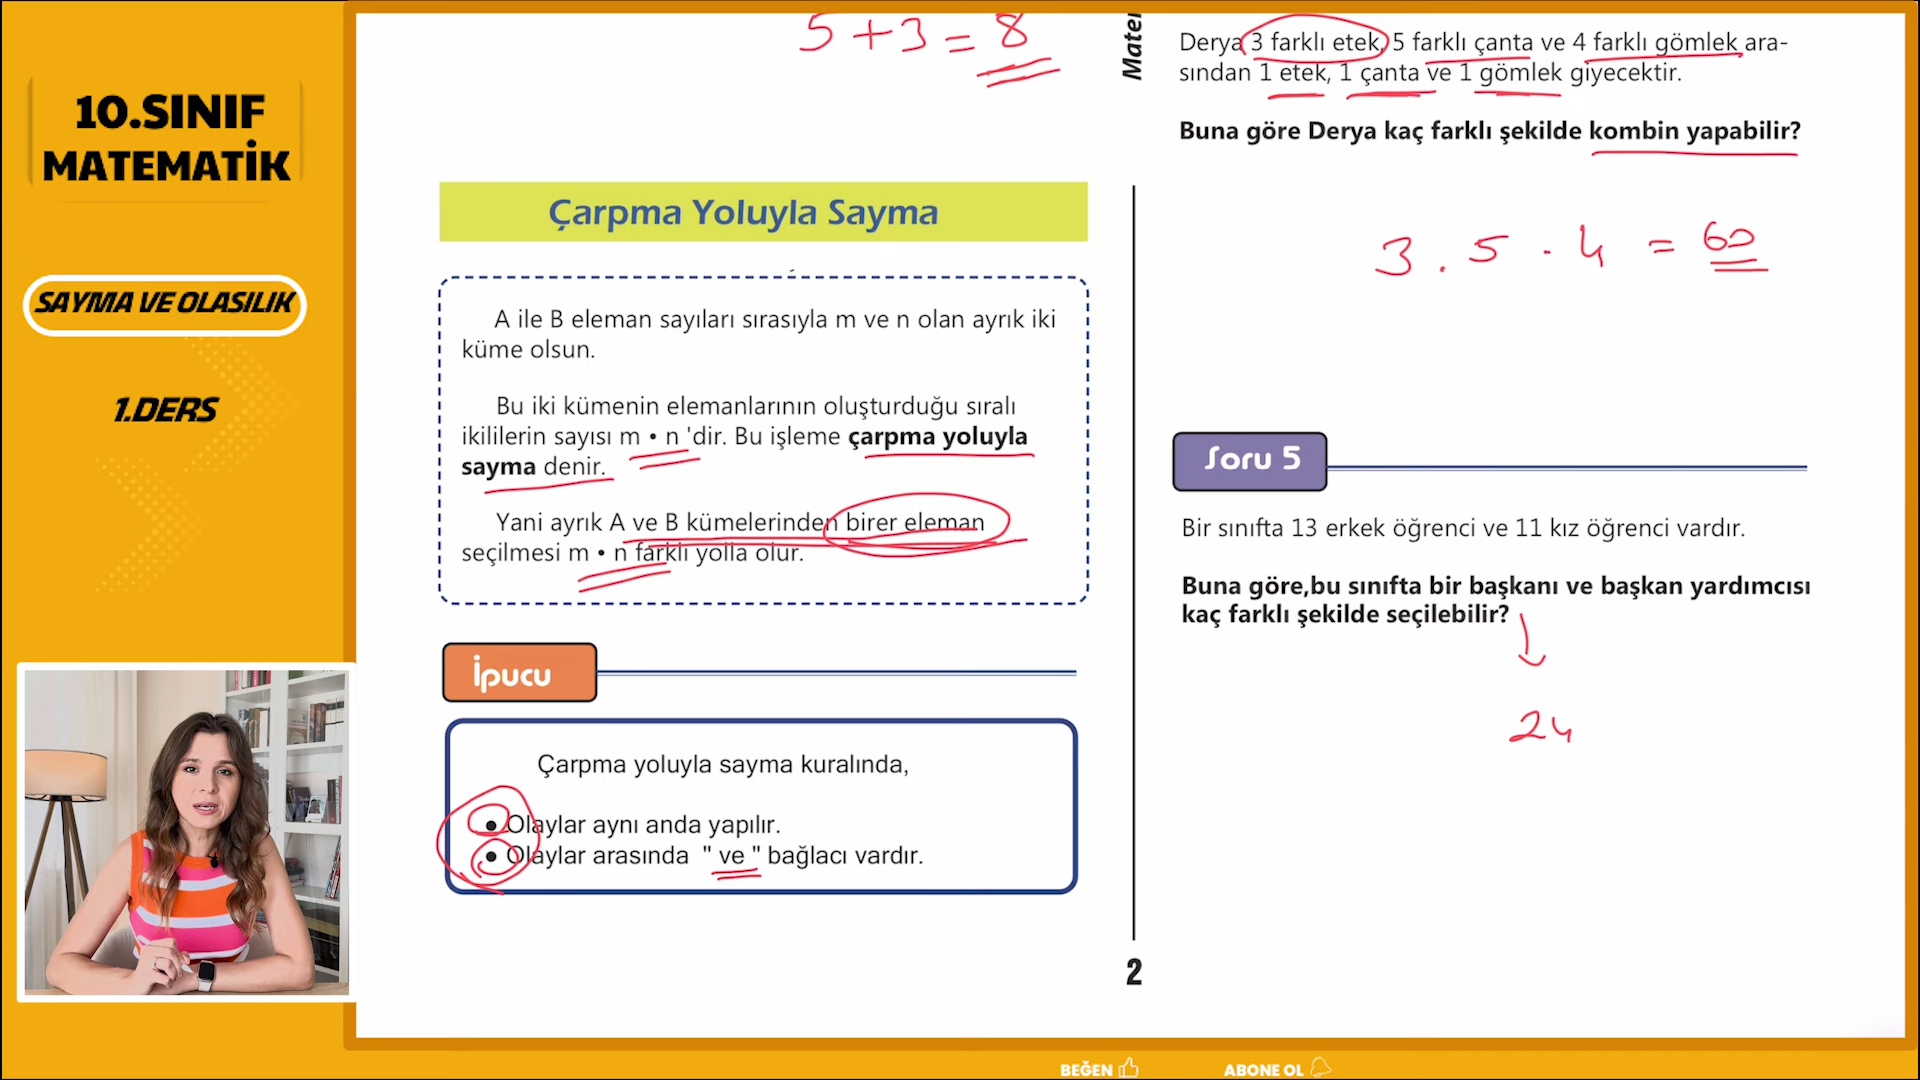 10.SINIF
MATEMATİK
SAYMA VE OLASILIK
1.DERS
5 + 3 = 8
Çarpma Yoluyla Sayma
A ile B eleman sayıları sırasıyla m ve n olan ayrık iki
küme olsun.
Bu iki kümenin elemanlarının oluşturduğu sıralı
ikililerin sayısı m • n 'dir. Bu işleme çarpma yoluyla
sayma denir.
Yani ayrık A ve B kümelerinden birer eleman
seçilmesi m • n farklı yolla olur.
İpucu
Çarpma yoluyla sayma kuralında,
• Olaylar aynı anda yapılır.
• Olaylar arasında " ve " bağlacı vardır.
Mate
2
Derya 3 farklı etek, 5 farklı çanta ve 4 farklı gömlek ara-
sından 1 etek, 1 çanta ve 1 gömlek giyecektir.
Buna göre Derya kaç farklı şekilde kombin yapabilir?
3 . 5 . 4 = 60
Soru 5
Bir sınıfta 13 erkek öğrenci ve 11 kız öğrenci vardır.
Buna göre,bu sınıfta bir başkanı ve başkan yardımcısı
kaç farklı şekilde seçilebilir?
24
BEĞEN
ABONE OL